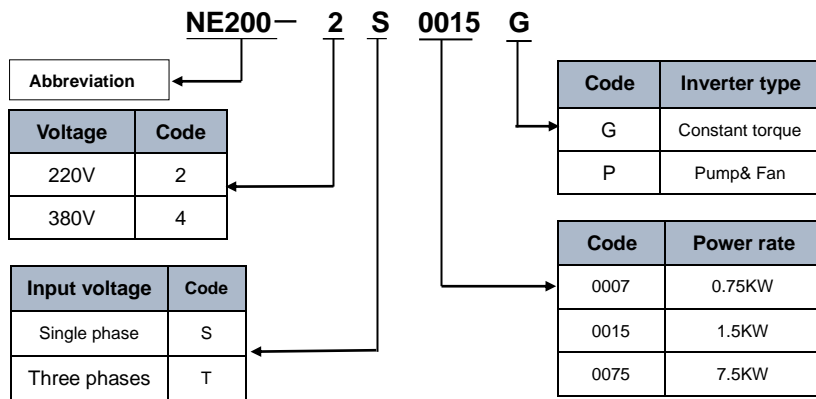 NE200— 2 S 0015 G
Abbreviation
Voltage Code
220V 2
380V 4
Input voltage Code
Single phase S
Three phases T
Code Inverter type
G Constant torque
P Pump& Fan
Code Power rate
0007 0.75KW
0015 1.5KW
0075 7.5KW